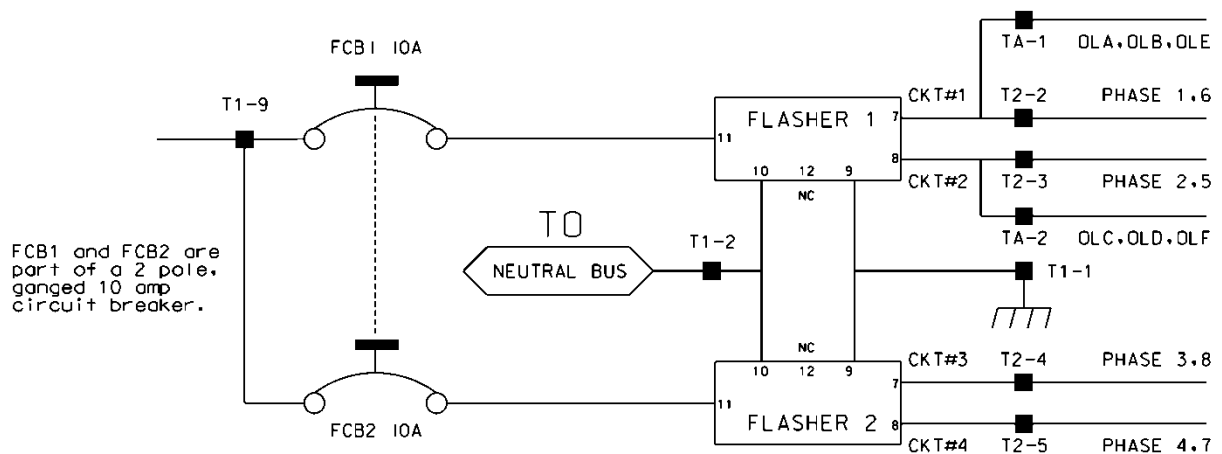 FCB1 10A
T1-9
FCB1 and FCB2 are
part of a 2 pole,
ganged 10 amp
circuit breaker.
FCB2 10A
TO
NEUTRAL BUS
T1-2
11
FLASHER 1
7
8
10 12 9
NC
CKT#1
CKT#2
TA-1 OLA,OLB,OLE
T2-2 PHASE 1,6
T2-3 PHASE 2,5
TA-2 OLC,OLD,OLF
T1-1
NC
10 12 9
11
FLASHER 2
7
8
CKT#3 T2-4 PHASE 3,8
CKT#4 T2-5 PHASE 4,7